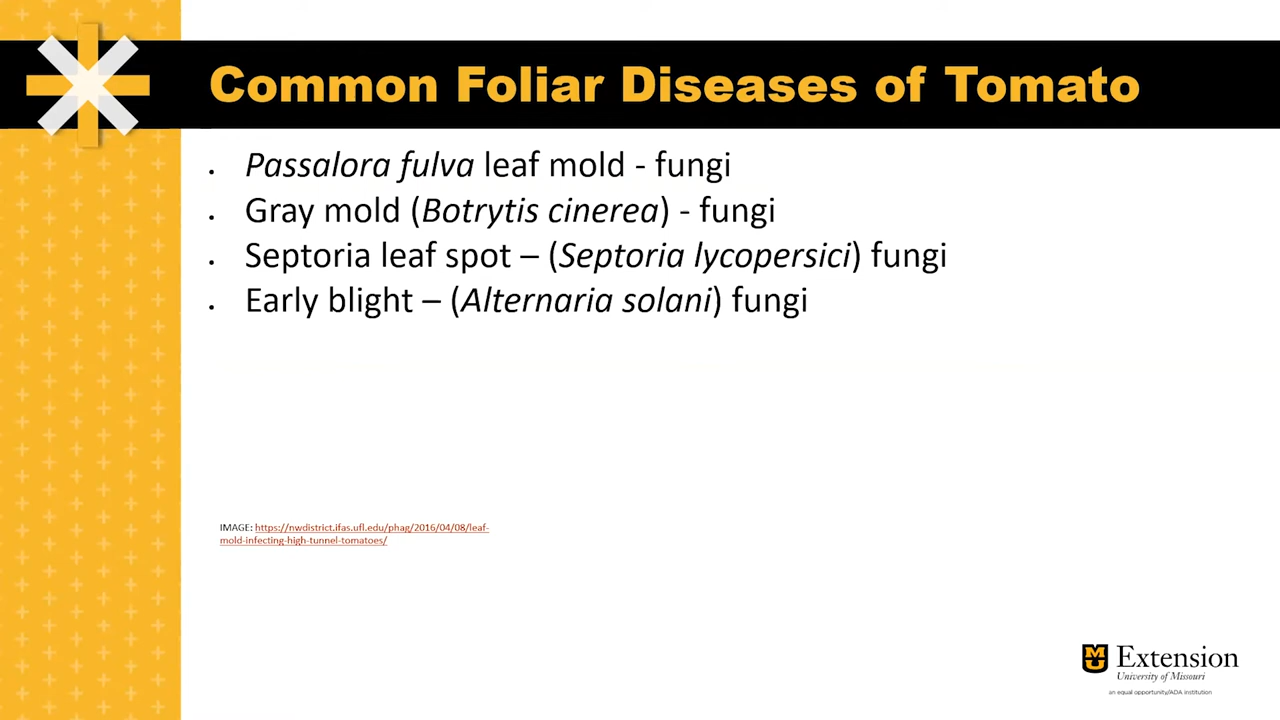 Common Foliar Diseases of Tomato
• Passalora fulva leaf mold - fungi
• Gray mold (Botrytis cinerea) - fungi
• Septoria leaf spot – (Septoria lycopersici) fungi
• Early blight – (Alternaria solani) fungi
IMAGE: https://nwdistrict.ifas.ufl.edu/phag/2016/04/08/leaf-
mold-infecting-high-tunnel-tomatoes/
MU Extension
University of Missouri
an equal opportunity/ADA institution